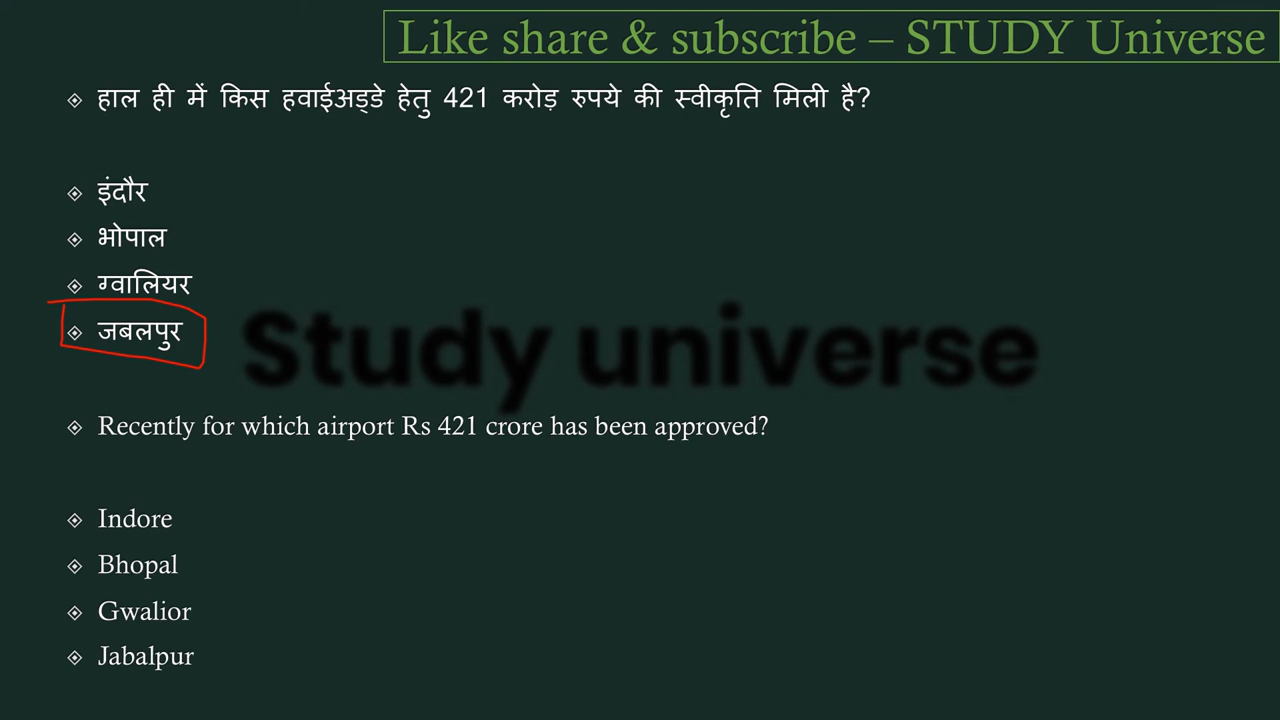 Like share & subscribe – STUDY Universe
हाल ही में किस हवाईअड्डे हेतु 421 करोड़ रुपये की स्वीकृति मिली है?
इंदौर
भोपाल
ग्वालियर
जबलपुर
Study universe
Recently for which airport Rs 421 crore has been approved?
Indore
Bhopal
Gwalior
Jabalpur